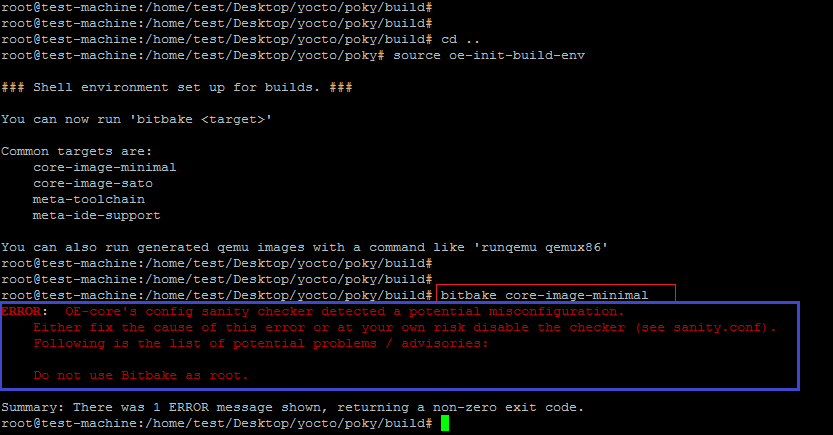 root@test-machine:/home/test/Desktop/yocto/poky/build#
root@test-machine:/home/test/Desktop/yocto/poky/build#
root@test-machine:/home/test/Desktop/yocto/poky/build# cd ..
root@test-machine:/home/test/Desktop/yocto/poky# source oe-init-build-env
### Shell environment set up for builds. ###
You can now run 'bitbake <target>'
Common targets are:
core-image-minimal
core-image-sato
meta-toolchain
meta-ide-support
You can also run generated qemu images with a command like 'runqemu qemux86'
root@test-machine:/home/test/Desktop/yocto/poky/build#
root@test-machine:/home/test/Desktop/yocto/poky/build#
root@test-machine:/home/test/Desktop/yocto/poky/build# bitbake core-image-minimal
ERROR:  OE-core's config sanity checker detected a potential misconfiguration.
Either fix the cause of this error or at your own risk disable the checker (see sanity.conf).
Following is the list of potential problems / advisories:
Do not use Bitbake as root.
Summary: There was 1 ERROR message shown, returning a non-zero exit code.
root@test-machine:/home/test/Desktop/yocto/poky/build#